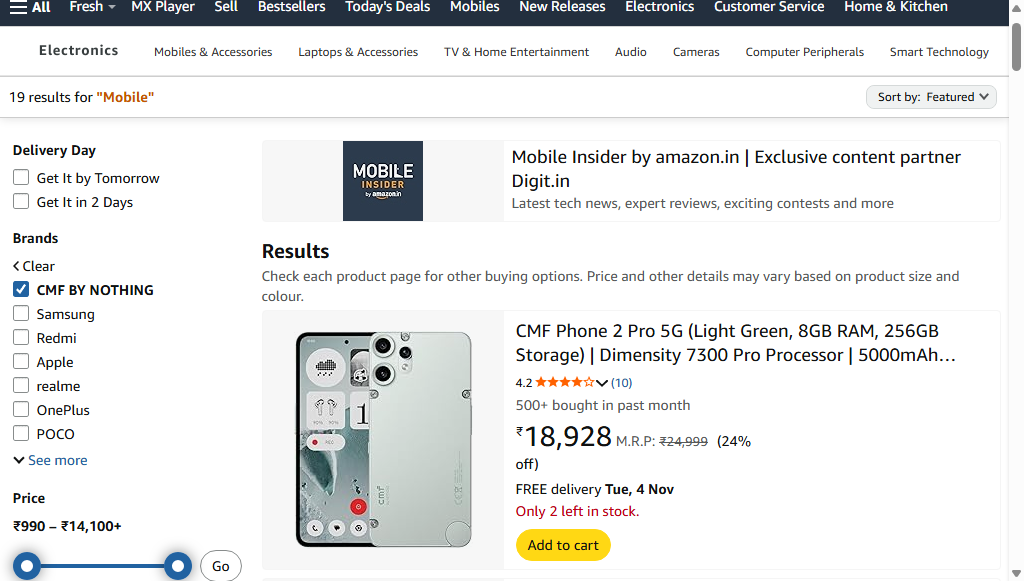 All Fresh MX Player Sell Bestsellers Today's Deals Mobiles New Releases Electronics Customer Service Home & Kitchen
Electronics Mobiles & Accessories Laptops & Accessories TV & Home Entertainment Audio Cameras Computer Peripherals Smart Technology
19 results for "Mobile"
Sort by: Featured
Delivery Day
Get It by Tomorrow
Get It in 2 Days
Brands
Clear
CMF BY NOTHING
Samsung
Redmi
Apple
realme
OnePlus
POCO
See more
Price
₹990 – ₹14,100+
Go
MOBILE
INSIDER
by amazon.in
Mobile Insider by amazon.in | Exclusive content partner
Digit.in
Latest tech news, expert reviews, exciting contests and more
Results
Check each product page for other buying options. Price and other details may vary based on product size and
colour.
1
REC
cmf
CMF Phone 2 Pro 5G (Light Green, 8GB RAM, 256GB
Storage) | Dimensity 7300 Pro Processor | 5000mAh…
4.2 (10)
500+ bought in past month
₹18,928 M.R.P: ₹24,999 (24%
off)
FREE delivery Tue, 4 Nov
Only 2 left in stock.
Add to cart